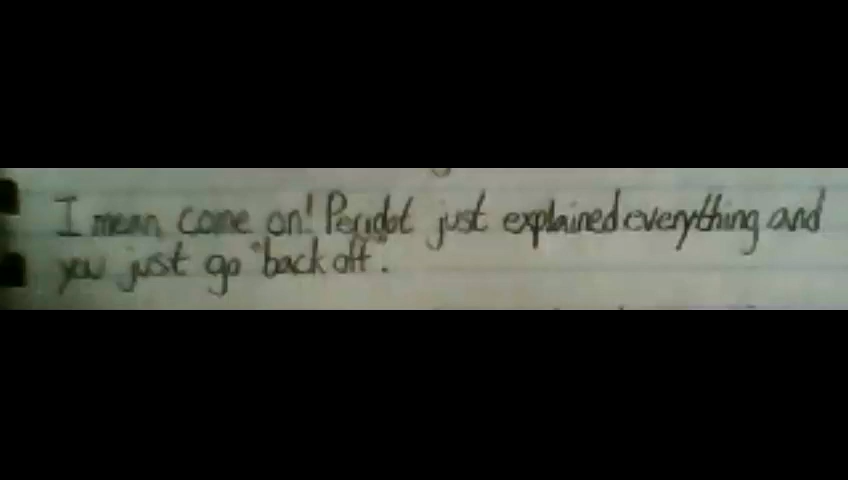 I mean come on! Peridot just explained everything and
you just go "back off.